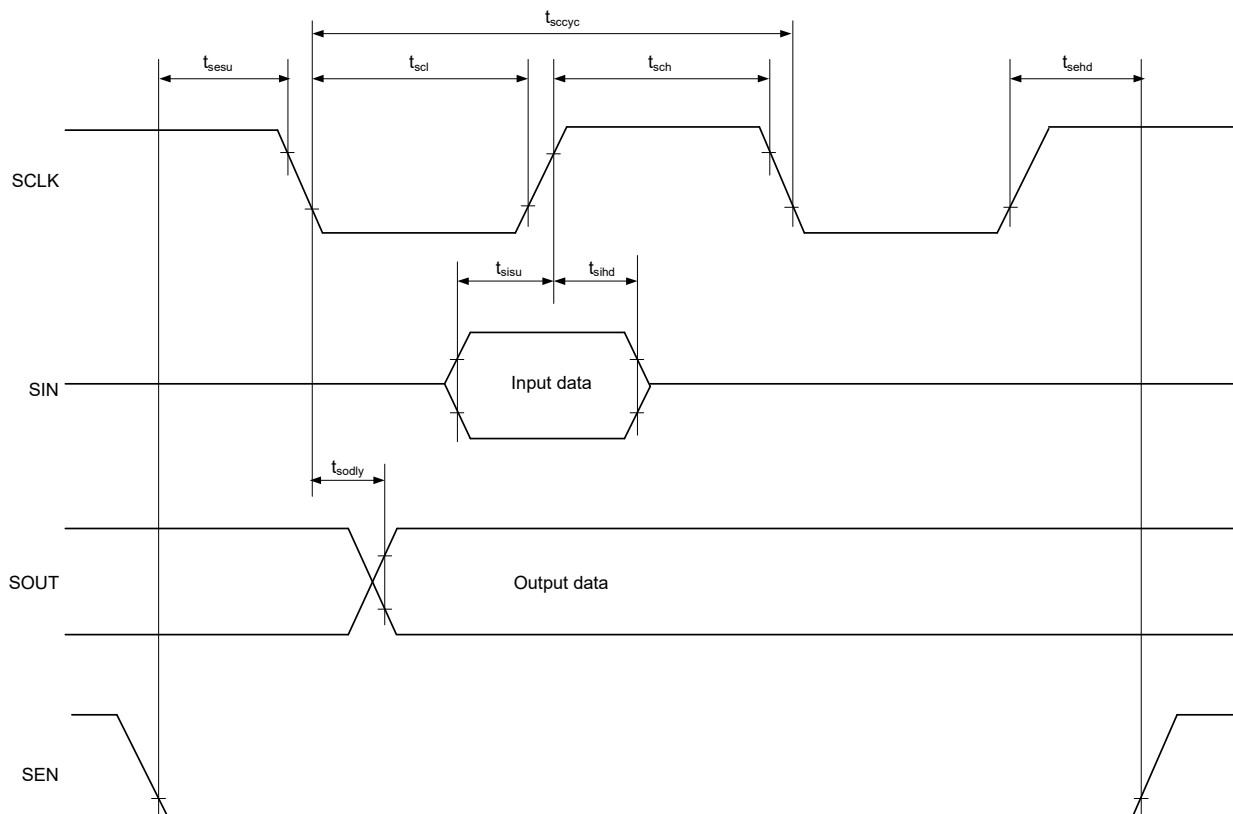 tsccyc
tsesu
tscl
tsch
tsehd
SCLK
tsisu
tsihd
SIN
Input data
tsodly
SOUT
Output data
SEN